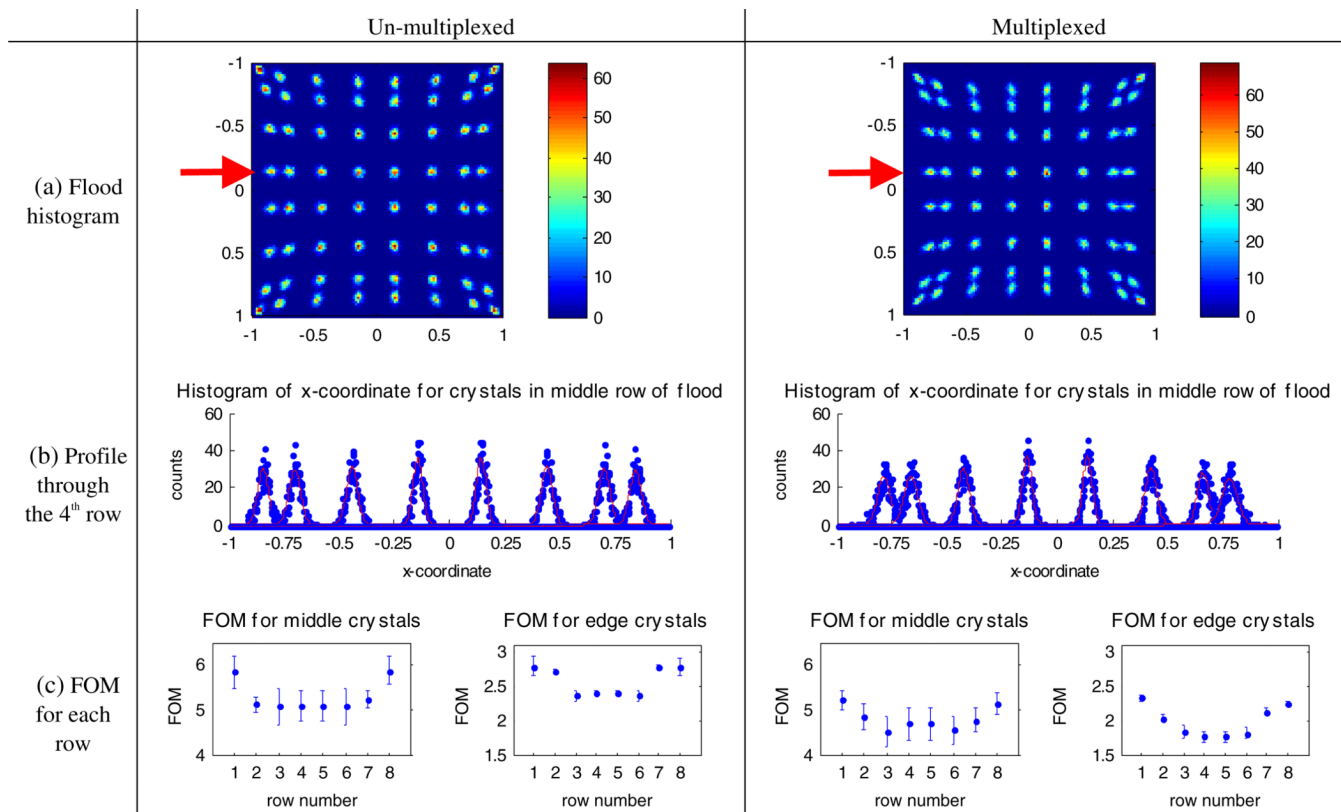 Un-multiplexed
Multiplexed
(a) Flood
histogram
-1
-0.5
0
0.5
1
-1 -0.5 0 0.5 1
60
50
40
30
20
10
0
-1
-0.5
0
0.5
1
-1 -0.5 0 0.5 1
60
50
40
30
20
10
0
(b) Profile
through
the 4th row
Histogram of x-coordinate for crystals in middle row of flood
counts
60
40
20
0
-1 -0.75 -0.5 -0.25 0 0.25 0.5 0.75 1
x-coordinate
Histogram of x-coordinate for crystals in middle row of flood
counts
60
40
20
0
-1 -0.75 -0.5 -0.25 0 0.25 0.5 0.75 1
x-coordinate
(c) FOM
for each
row
FOM for middle crystals
FOM
6
5
4
1 2 3 4 5 6 7 8
row number
FOM for edge crystals
FOM
3
2.5
2
1.5
1 2 3 4 5 6 7 8
row number
FOM for middle crystals
FOM
6
5
4
1 2 3 4 5 6 7 8
row number
FOM for edge crystals
FOM
3
2.5
2
1.5
1 2 3 4 5 6 7 8
row number